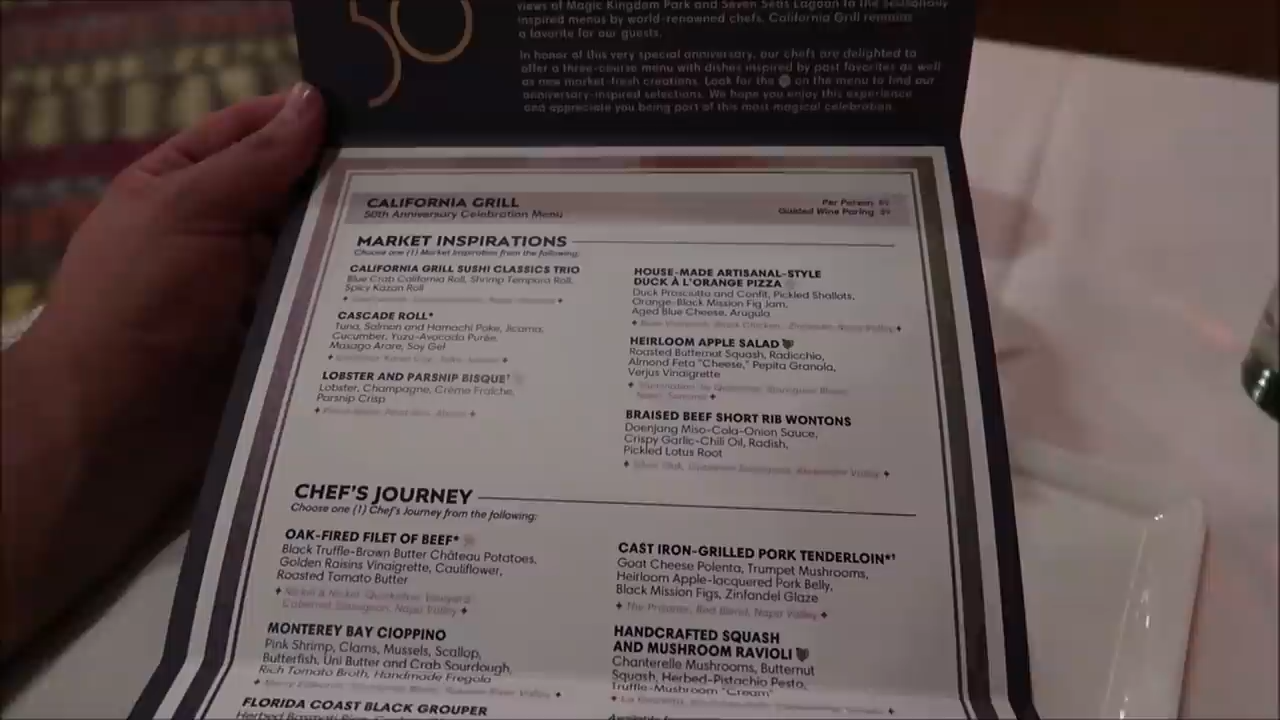 50
views of Magic Kingdom Park and Seven Seas Lagoon to the seasonally
inspired menus by world-renowned chefs, California Grill remains
a favorite for our guests.
In honor of this very special anniversary, our chefs are delighted to
offer a three-course menu with dishes inspired by past favorites as well
as new market-fresh creations. Look for the on the menu to find our
anniversary-inspired selections. We hope you enjoy this experience
and appreciate you being part of this most magical celebration.
CALIFORNIA GRILL
50th Anniversary Celebration Menu
Per Person 89
Guided Wine Paring
MARKET INSPIRATIONS
Choose one (1) Market Inspiration from the following:
CALIFORNIA GRILL SUSHI CLASSICS TRIO
Blue Crab California Roll, Shrimp Tempura Roll,
Spicy Kazan Roll
CASCADE ROLL*
Tuna, Salmon and Hamachi Poke, Jicama,
Cucumber, Yuzu-Avocado Purée,
Masago Arare, Soy Gel
LOBSTER AND PARSNIP BISQUE†
Lobster, Champagne, Crème Fraîche,
Parsnip Crisp
HOUSE-MADE ARTISANAL-STYLE
DUCK À L'ORANGE PIZZA
Duck Prosciutto and Confit, Pickled Shallots,
Orange-Black Mission Fig Jam,
Aged Blue Cheese, Arugula
HEIRLOOM APPLE SALAD
Roasted Butternut Squash, Radicchio,
Almond Feta "Cheese," Pepita Granola,
Verjus Vinaigrette
BRAISED BEEF SHORT RIB WONTONS
Doenjang Miso-Cola-Onion Sauce,
Crispy Garlic-Chili Oil, Radish,
Pickled Lotus Root
CHEF'S JOURNEY
Choose one (1) Chef's Journey from the following:
OAK-FIRED FILET OF BEEF*
Black Truffle-Brown Butter Château Potatoes,
Golden Raisins Vinaigrette, Cauliflower,
Roasted Tomato Butter
Nickel & Nickel, Quicksilver Vineyard
Cabernet Sauvignon, Napa Valley
MONTEREY BAY CIOPPINO
Pink Shrimp, Clams, Mussels, Scallop,
Butterfish, Uni Butter and Crab Sourdough,
Rich Tomato Broth, Handmade Fregola
FLORIDA COAST BLACK GROUPER
CAST IRON-GRILLED PORK TENDERLOIN*†
Goat Cheese Polenta, Trumpet Mushrooms,
Heirloom Apple-lacquered Pork Belly,
Black Mission Figs, Zinfandel Glaze
The Prisoner, Red Blend, Napa Valley
HANDCRAFTED SQUASH
AND MUSHROOM RAVIOLI
Chanterelle Mushrooms, Butternut
Squash, Herbed-Pistachio Pesto,
Truffle-Mushroom "Cream"